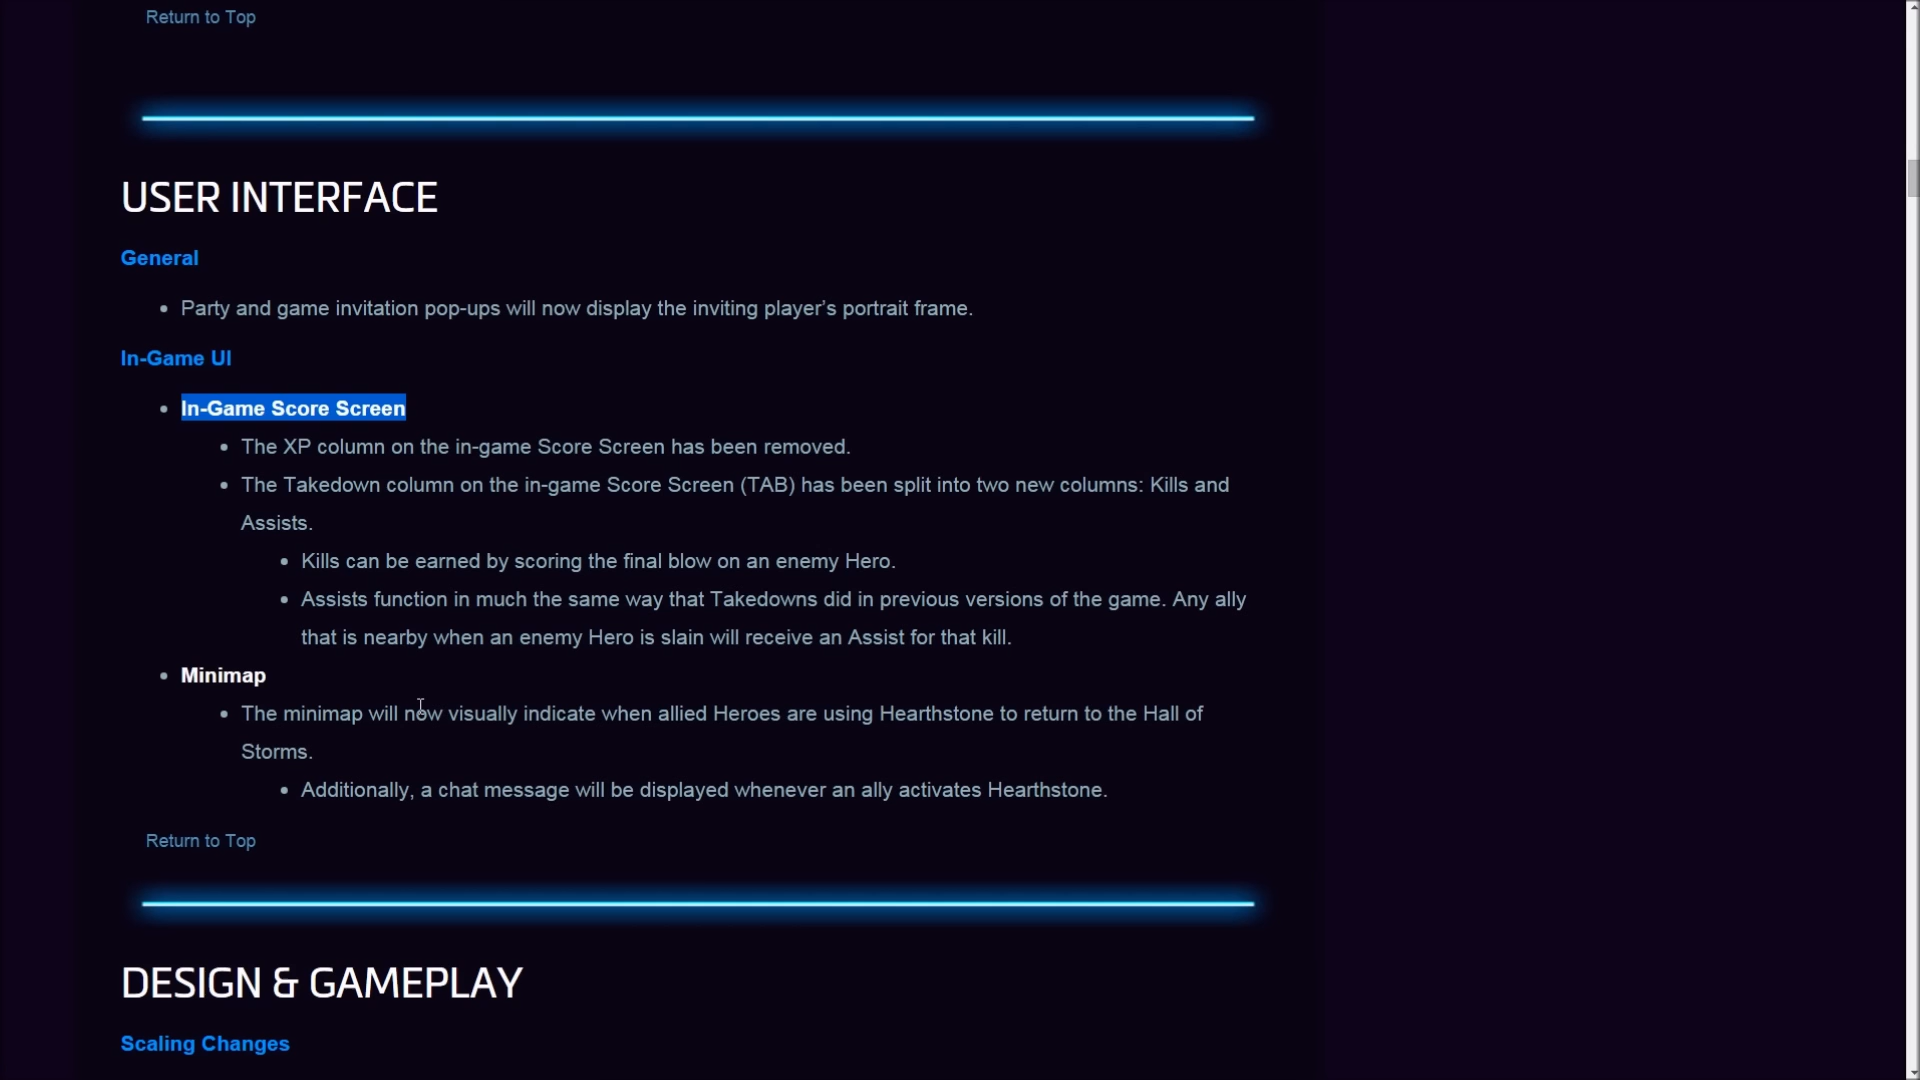 Return to Top
USER INTERFACE
General
Party and game invitation pop-ups will now display the inviting player’s portrait frame.
In-Game UI
In-Game Score Screen
The XP column on the in-game Score Screen has been removed.
The Takedown column on the in-game Score Screen (TAB) has been split into two new columns: Kills and
Assists.
Kills can be earned by scoring the final blow on an enemy Hero.
Assists function in much the same way that Takedowns did in previous versions of the game. Any ally
that is nearby when an enemy Hero is slain will receive an Assist for that kill.
Minimap
The minimap will now visually indicate when allied Heroes are using Hearthstone to return to the Hall of
Storms.
Additionally, a chat message will be displayed whenever an ally activates Hearthstone.
Return to Top
DESIGN & GAMEPLAY
Scaling Changes